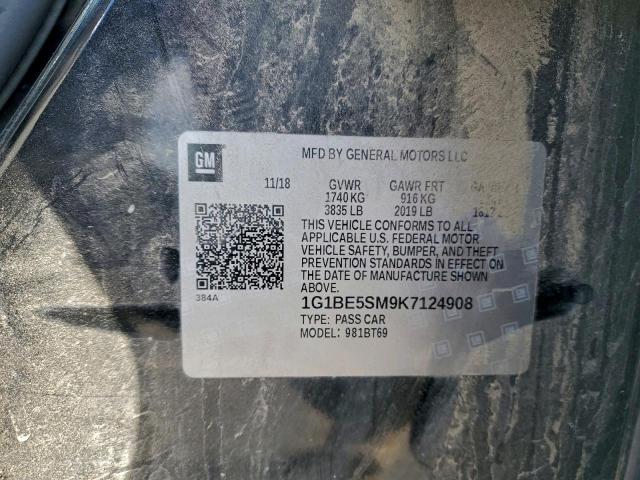 GM
MFD BY GENERAL MOTORS LLC
11/18 GVWR GAWR FRT
1740 KG 916 KG
3835 LB 2019 LB
THIS VEHICLE CONFORMS TO ALL
APPLICABLE U.S. FEDERAL MOTOR
VEHICLE SAFETY, BUMPER, AND THEFT
PREVENTION STANDARDS IN EFFECT ON
THE DATE OF MANUFACTURE SHOWN
ABOVE.
384A
1G1BE5SM9K7124908
TYPE: PASS CAR
MODEL: 981BT69